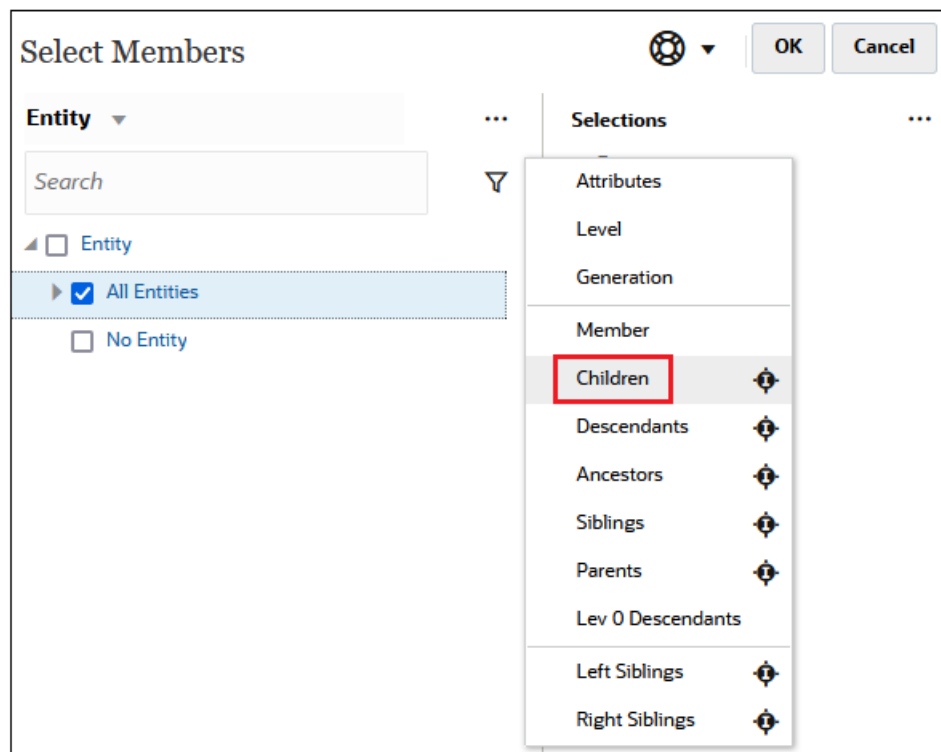 Select Members
OK
Cancel
Entity
...
Selections
...
Search
Entity
All Entities
No Entity
Attributes
Level
Generation
Member
Children
Descendants
Ancestors
Siblings
Parents
Lev 0 Descendants
Left Siblings
Right Siblings